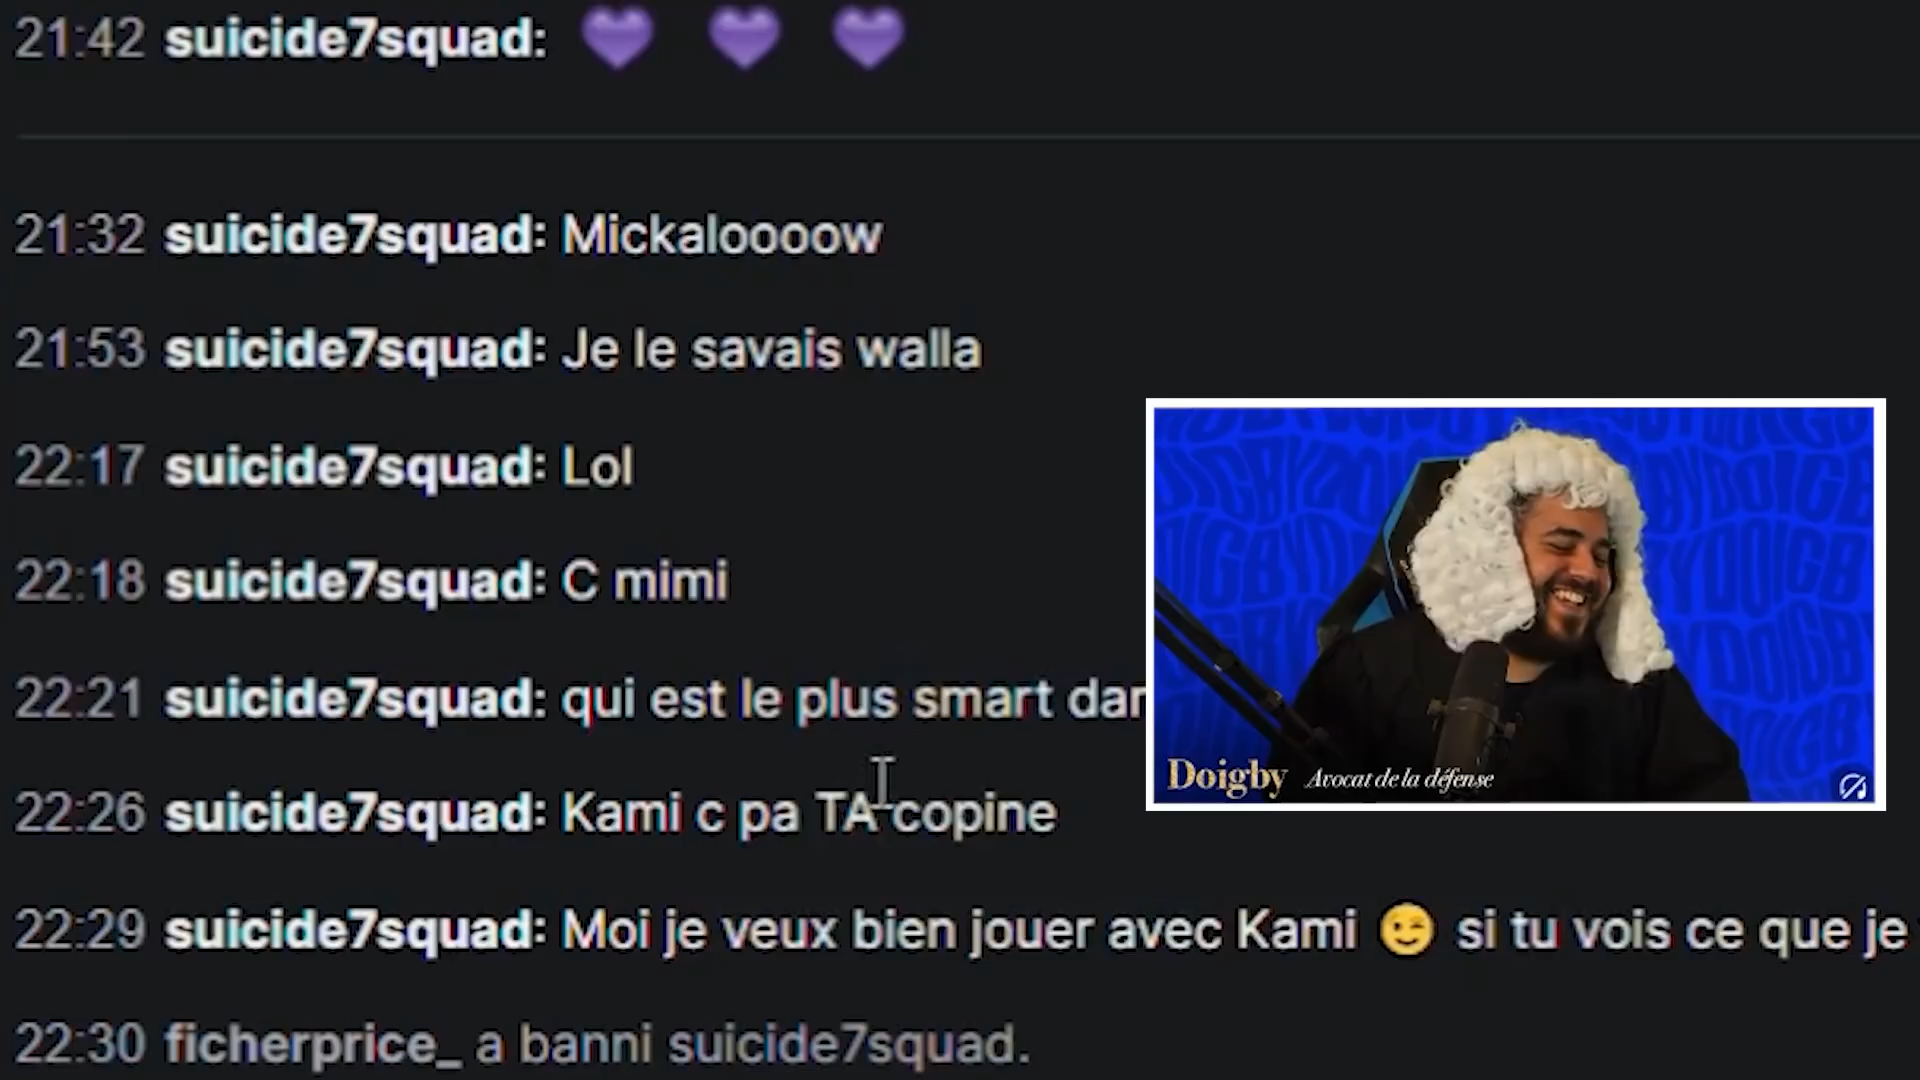 21:42 suicide7squad: 💜 💜 💜
21:32 suicide7squad: Mickaloooow
21:53 suicide7squad: Je le savais walla
22:17 suicide7squad: Lol
22:18 suicide7squad: C mimi
22:21 suicide7squad: qui est le plus smart dan
22:26 suicide7squad: Kami c pa TA copine
22:29 suicide7squad: Moi je veux bien jouer avec Kami 😉 si tu vois ce que je
22:30 ficherprice_ a banni suicide7squad.
Doigby Avocat de la défense